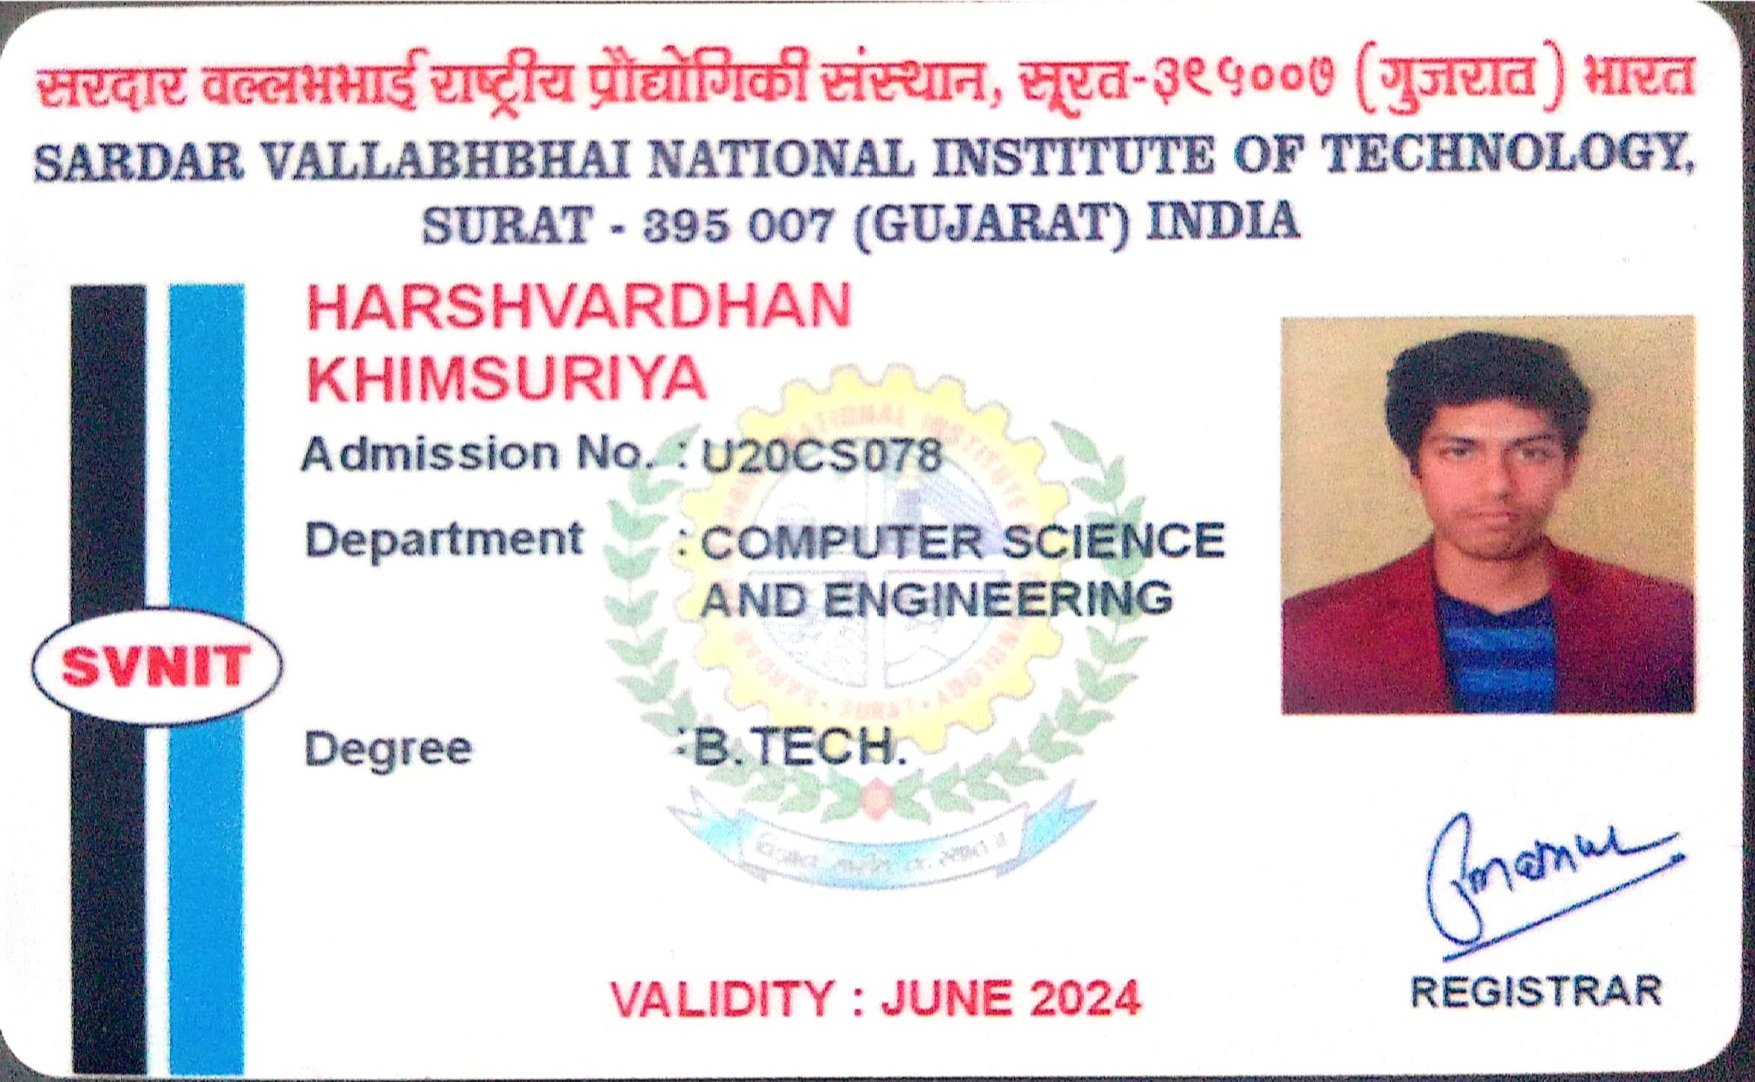 सरदार वल्लभभाई राष्ट्रीय प्रौद्योगिकी संस्थान, सूरत-३९५००७ (गुजरात) भारत
SARDAR VALLABHBHAI NATIONAL INSTITUTE OF TECHNOLOGY,
SURAT - 395 007 (GUJARAT) INDIA
HARSHVARDHAN
KHIMSURIYA
Admission No. : U20CS078
Department : COMPUTER SCIENCE
AND ENGINEERING
SVNIT
Degree : B.TECH.
VALIDITY : JUNE 2024
REGISTRAR